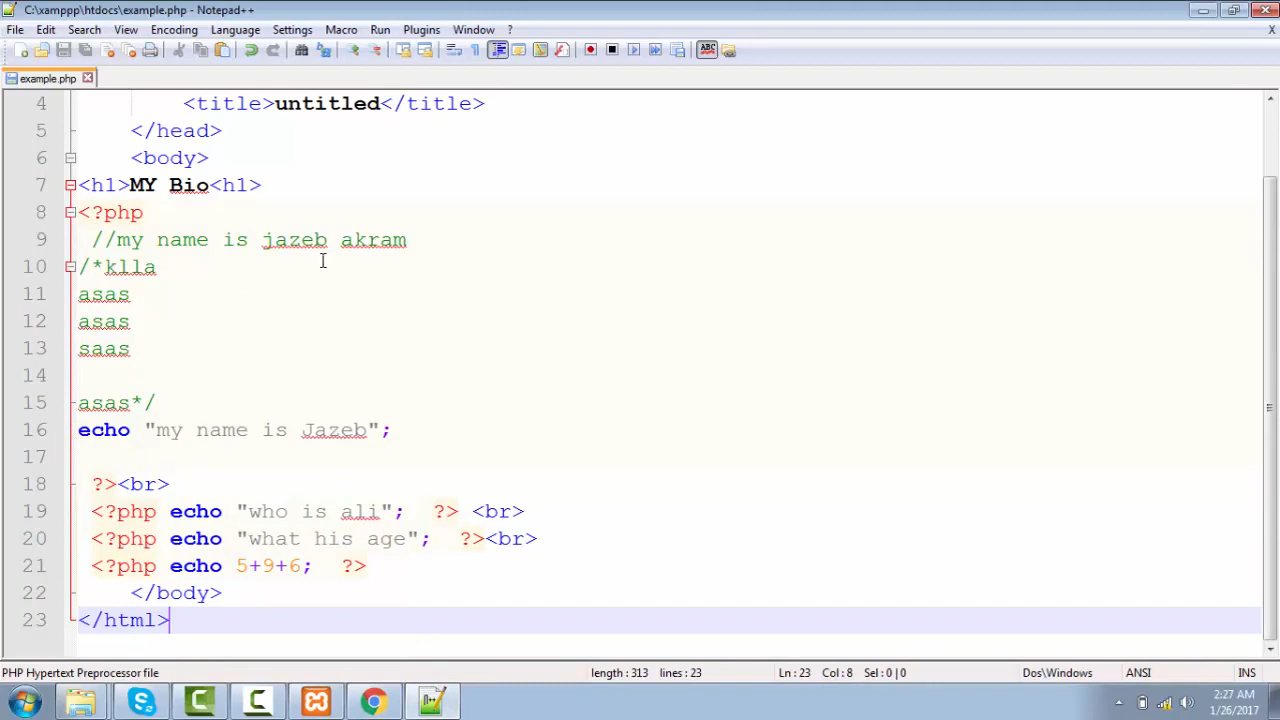 C:\xamppp\htdocs\example.php - Notepad++
File Edit Search View Encoding Language Settings Macro Run Plugins Window ? X
ABC
example.php
4 <title>untitled</title>
5 </head>
6 <body>
7 <h1>MY Bio<h1>
8 <?php
9 //my name is jazeb akram
10 /*klla
11 asas
12 asas
13 saas
14
15 asas*/
16 echo "my name is Jazeb";
17
18 ?><br>
19 <?php echo "who is ali"; ?> <br>
20 <?php echo "what his age"; ?><br>
21 <?php echo 5+9+6; ?>
22 </body>
23 </html>
PHP Hypertext Preprocessor file length : 313 lines : 23 Ln : 23 Col : 8 Sel : 0 | 0 Dos\Windows ANSI INS
2:27 AM
1/26/2017